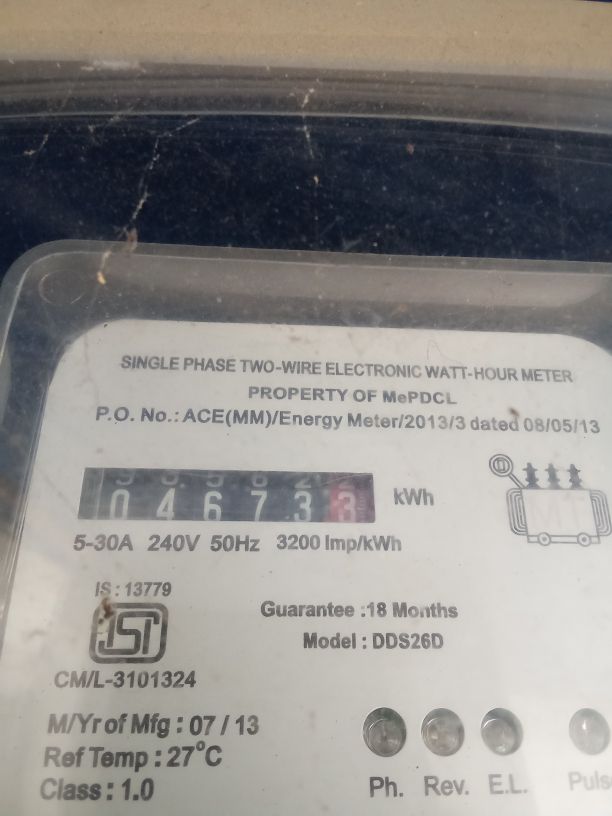 SINGLE PHASE TWO-WIRE ELECTRONIC WATT-HOUR METER
PROPERTY OF MePDCL
P.O. No.: ACE(MM)/Energy Meter/2013/3 dated 08/05/13
0 4 6 7 3 3 kWh
5-30A 240V 50Hz 3200 Imp/kWh
IS : 13779
ISI
CM/L-3101324
Guarantee :18 Months
Model : DDS26D
M/Yr of Mfg : 07 / 13
Ref Temp : 27°C
Class : 1.0
Ph. Rev. E.L.